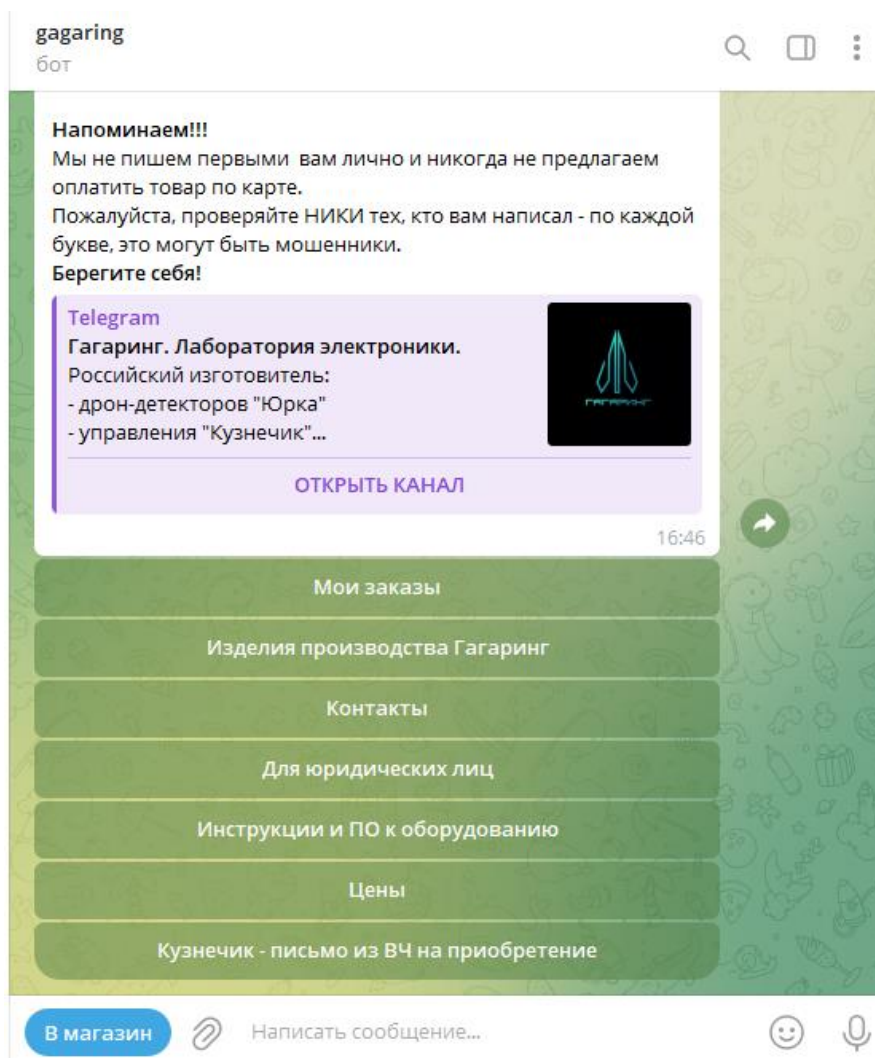 gagaring
бот
Напоминаем!!!
Мы не пишем первыми  вам лично и никогда не предлагаем
оплатить товар по карте.
Пожалуйста, проверяйте НИКИ тех, кто вам написал - по каждой
букве, это могут быть мошенники.
Берегите себя!
Telegram
Гагаринг. Лаборатория электроники.
Российский изготовитель:
- дрон-детекторов "Юрка"
- управления "Кузнечик"...
ГАГАРИНГ
ОТКРЫТЬ КАНАЛ
16:46
Мои заказы
Изделия производства Гагаринг
Контакты
Для юридических лиц
Инструкции и ПО к оборудованию
Цены
Кузнечик - письмо из ВЧ на приобретение
В магазин
Написать сообщение...